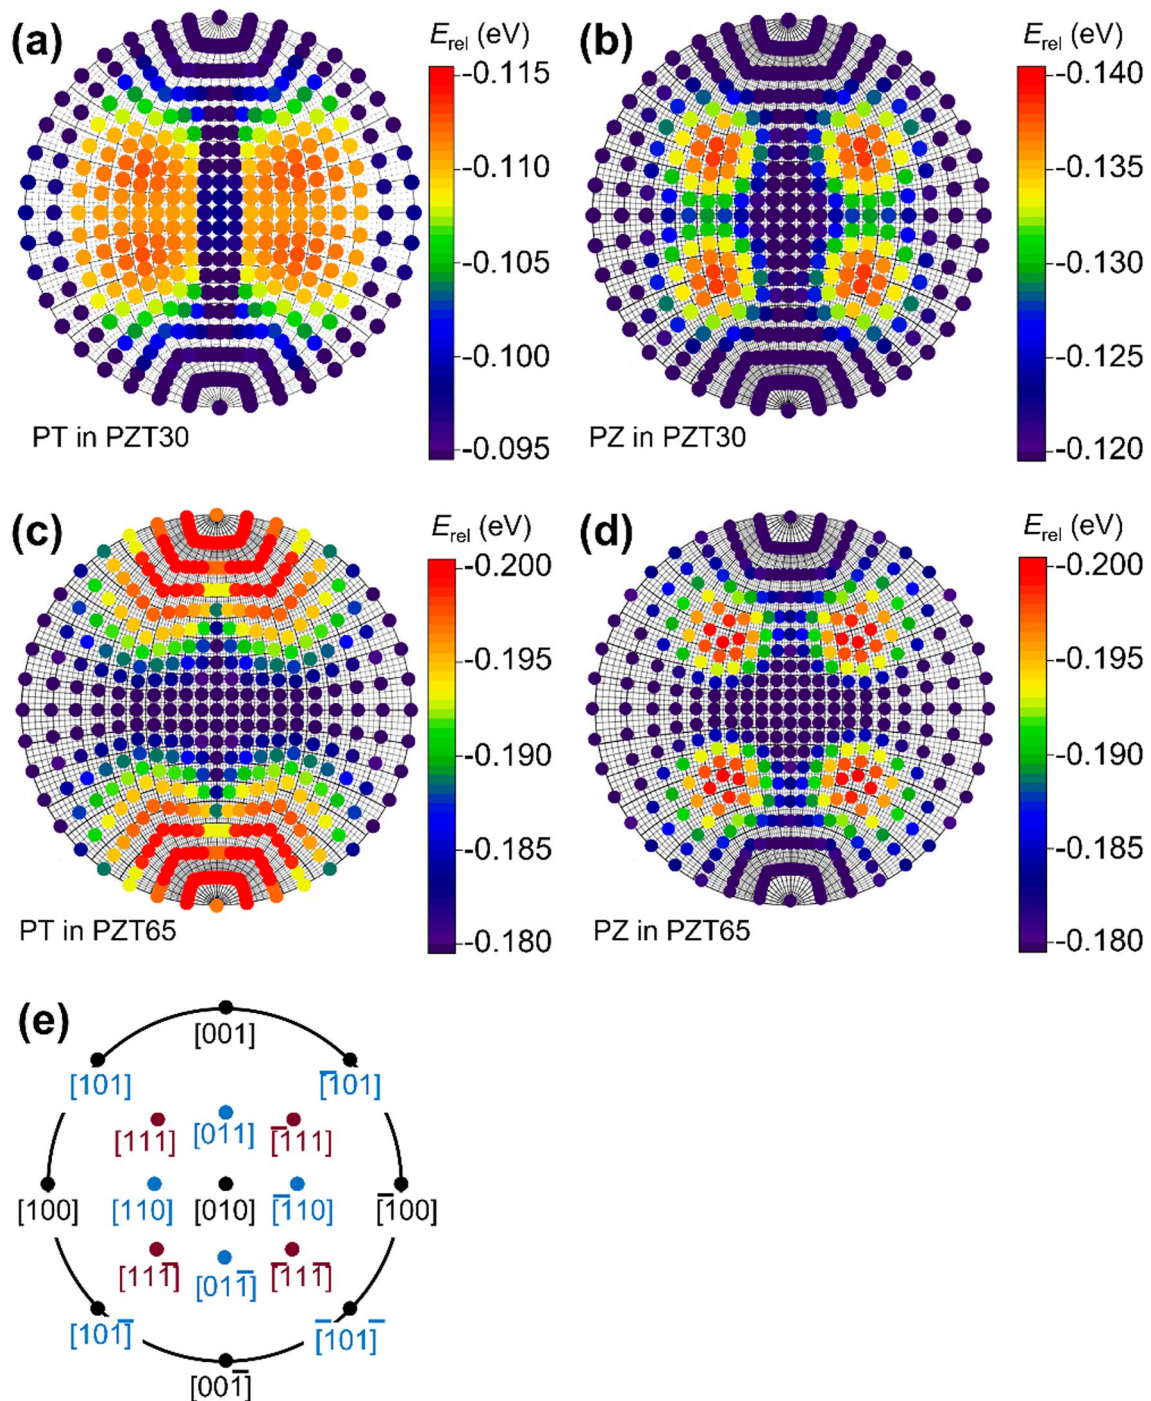 (a)
E_rel (eV)
-0.115
-0.110
-0.105
-0.100
-0.095
PT in PZT30
(b)
E_rel (eV)
-0.140
-0.135
-0.130
-0.125
-0.120
PZ in PZT30
(c)
E_rel (eV)
-0.200
-0.195
-0.190
-0.185
-0.180
PT in PZT65
(d)
E_rel (eV)
-0.200
-0.195
-0.190
-0.185
-0.180
PZ in PZT65
(e)
[001]
[101] [1̅01]
[111] [011] [1̅11]
[100] [110] [010] [1̅10] [1̅00]
[111̅] [011̅] [1̅11̅]
[101̅] [1̅01̅]
[001̅]